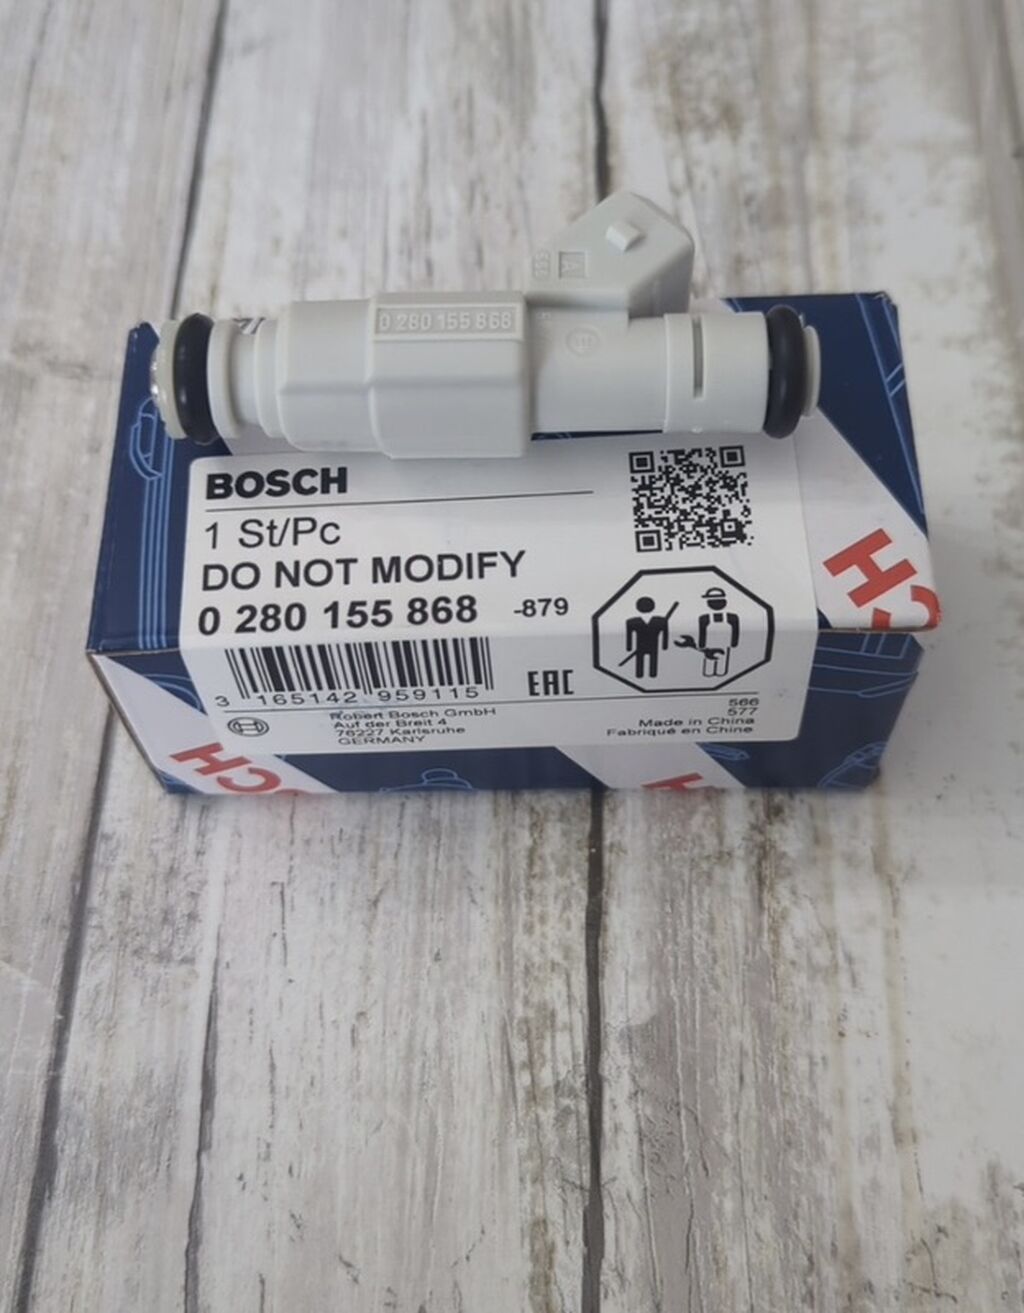 0 280 155 868
BOSCH
1 St/Pc
DO NOT MODIFY
0 280 155 868 -879
3 165142 959115
EAC
Robert Bosch GmbH
Auf der Breit 4
76227 Karlsruhe
GERMANY
566
577
Made in China
Fabriqué en Chine
CH
CH
H